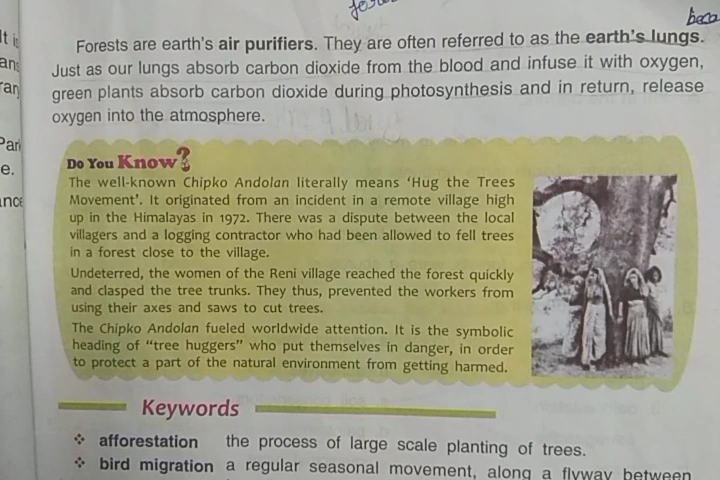 beca
Forests are earth's air purifiers. They are often referred to as the earth's lungs.
Just as our lungs absorb carbon dioxide from the blood and infuse it with oxygen,
green plants absorb carbon dioxide during photosynthesis and in return, release
oxygen into the atmosphere.
Do You Know?
The well-known Chipko Andolan literally means 'Hug the Trees
Movement'. It originated from an incident in a remote village high
up in the Himalayas in 1972. There was a dispute between the local
villagers and a logging contractor who had been allowed to fell trees
in a forest close to the village.
Undeterred, the women of the Reni village reached the forest quickly
and clasped the tree trunks. They thus, prevented the workers from
using their axes and saws to cut trees.
The Chipko Andolan fueled worldwide attention. It is the symbolic
heading of "tree huggers" who put themselves in danger, in order
to protect a part of the natural environment from getting harmed.
Keywords
❖ afforestation the process of large scale planting of trees.
❖ bird migration a regular seasonal movement, along a flyway between